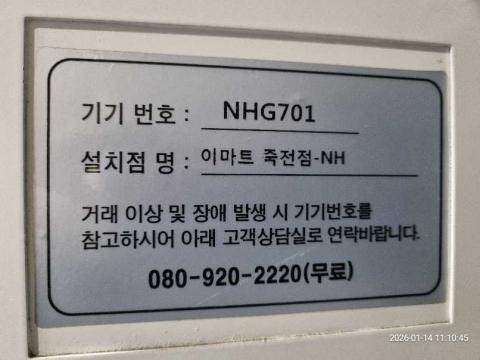 기기 번호 : NHG701
설치점 명 : 이마트 죽전점-NH
거래 이상 및 장애 발생 시 기기번호를
참고하시어 아래 고객상담실로 연락바랍니다.
080-920-2220(무료)
2026-01-14 11:10:45